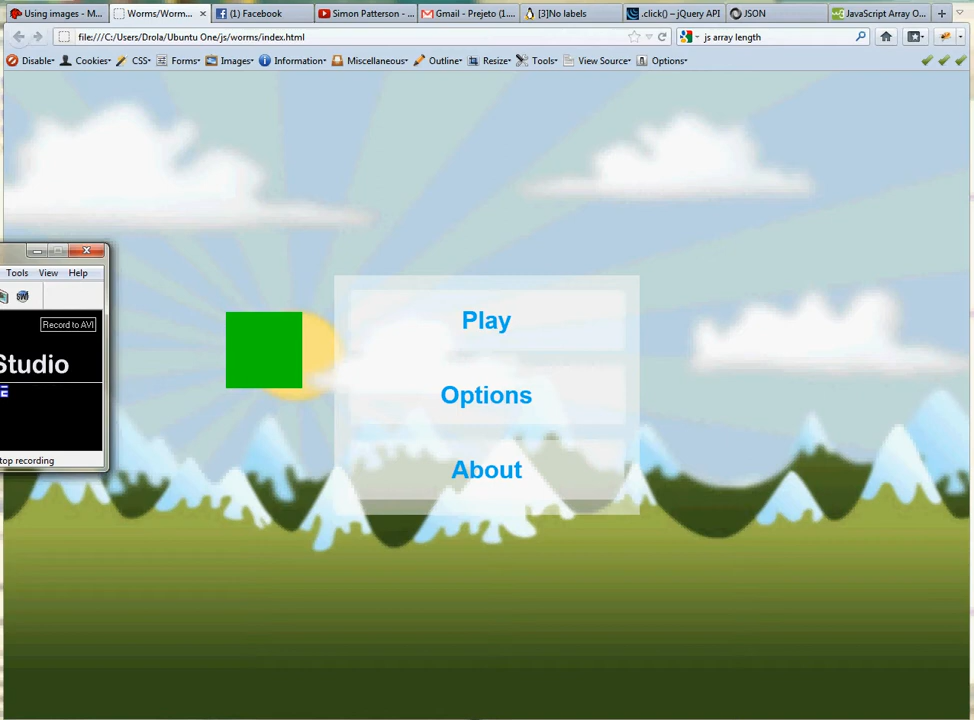 Using images - M...
Worms/Worm...
(1) Facebook
Simon Patterson - ...
Gmail - Prejeto (1...
[3]No labels
.click() – jQuery API
JSON
JavaScript Array O...
file:///C:/Users/Drola/Ubuntu One/js/worms/index.html
js array length
Disable
Cookies
CSS
Forms
Images
Information
Miscellaneous
Outline
Resize
Tools
View Source
Options
Tools View Help
Record to AVI
Studio
E
top recording
Play
Options
About